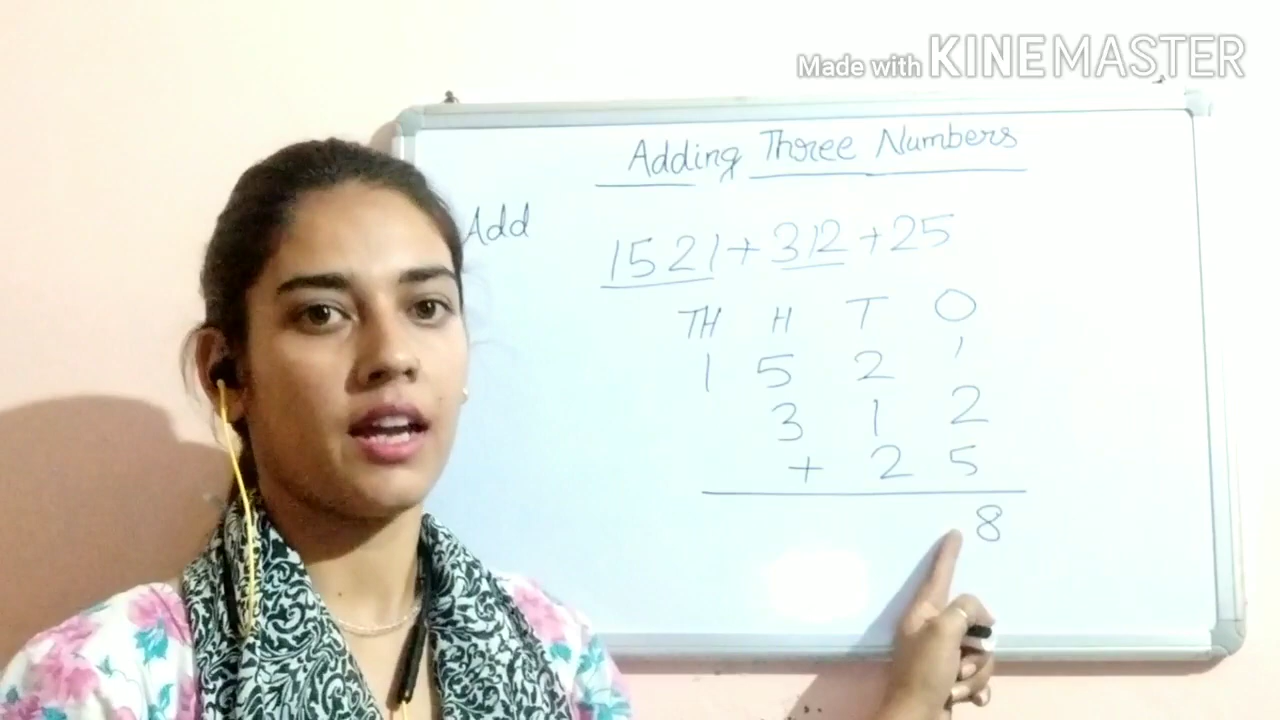 Made with KINEMASTER
Adding Three Numbers
Add
1521+312+25
TH H T O
1 5 2 1
3 1 2
+ 2 5
8